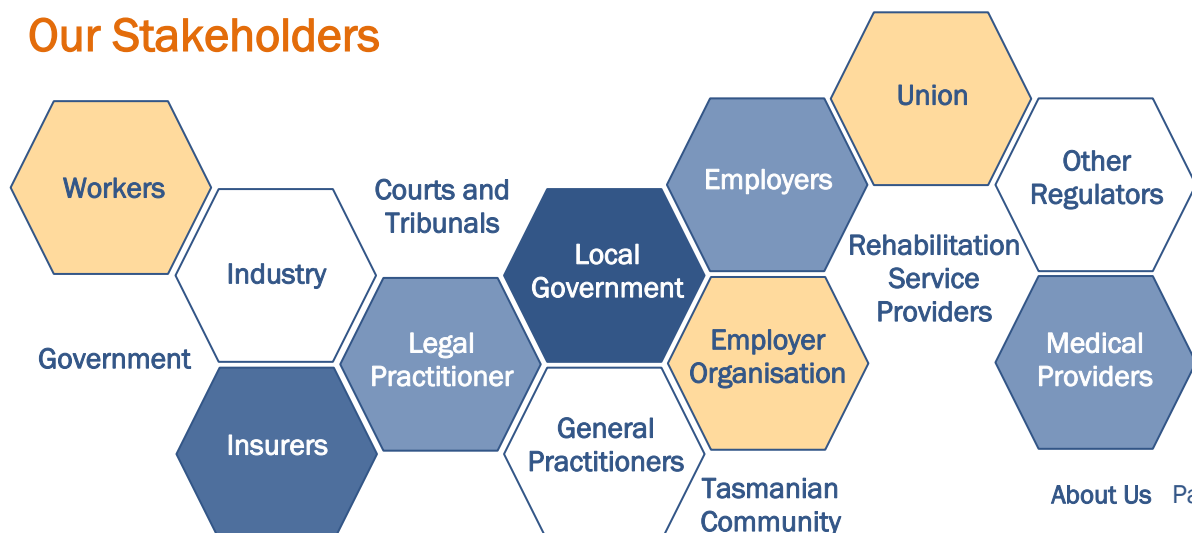 Our Stakeholders
Union
Workers
Employers
Other
Regulators
Courts and
Tribunals
Industry
Local
Government
Rehabilitation
Service
Providers
Government
Legal
Practitioner
Employer
Organisation
Medical
Providers
Insurers
General
Practitioners
Tasmanian
Community
About Us Pa